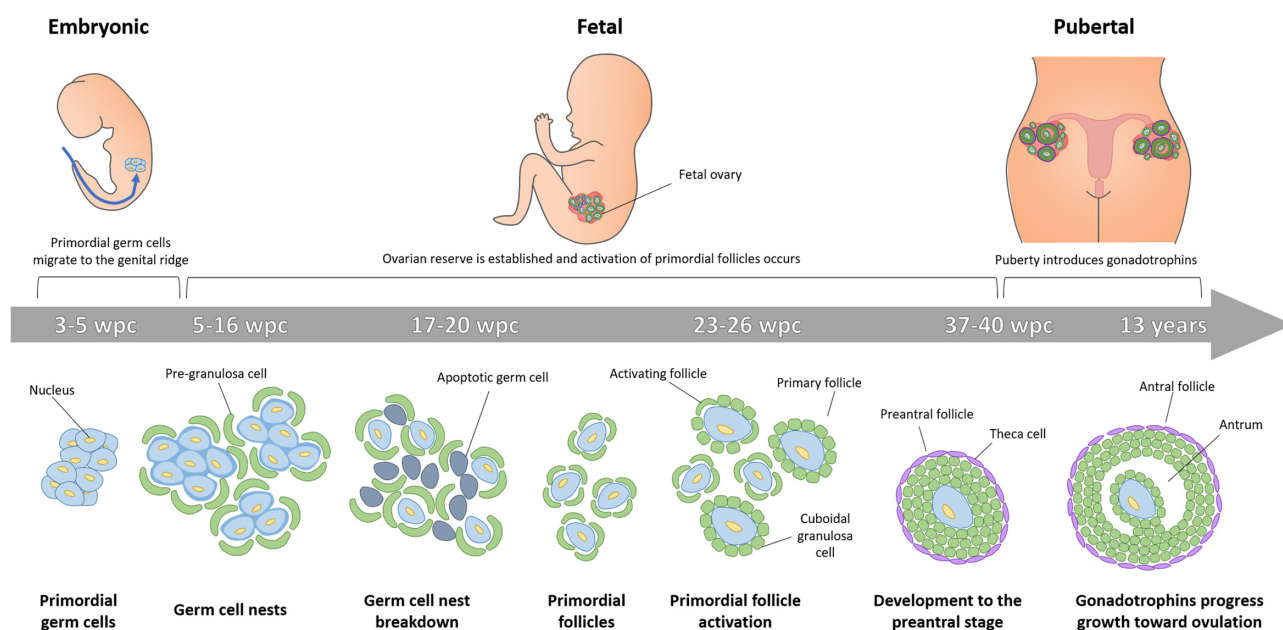 Embryonic
Fetal
Pubertal
Fetal ovary
Primordial germ cells
migrate to the genital ridge
Ovarian reserve is established and activation of primordial follicles occurs
Puberty introduces gonadotrophins
3-5 wpc
5-16 wpc
17-20 wpc
23-26 wpc
37-40 wpc
13 years
Nucleus
Pre-granulosa cell
Apoptotic germ cell
Activating follicle
Primary follicle
Cuboidal
granulosa
cell
Preantral follicle
Theca cell
Antral follicle
Antrum
Primordial
germ cells
Germ cell nests
Germ cell nest
breakdown
Primordial
follicles
Primordial follicle
activation
Development to the
preantral stage
Gonadotrophins progress
growth toward ovulation